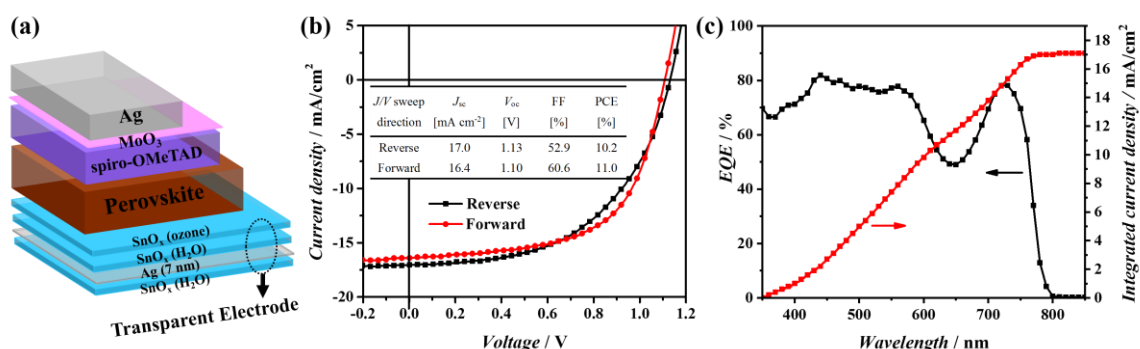 (a)
Ag
MoO3
spiro-OMeTAD
Perovskite
SnOx (ozone)
SnOx (H2O)
Ag (7 nm)
SnOx (H2O)
Transparent Electrode
(b)
5
0
-5
-10
-15
-20
Current density / mA/cm²
J/V sweep direction Jsc [mA cm⁻²] Voc [V] FF [%] PCE [%]
Reverse 17.0 1.13 52.9 10.2
Forward 16.4 1.10 60.6 11.0
Reverse
Forward
-0.2 0.0 0.2 0.4 0.6 0.8 1.0 1.2
Voltage / V
(c)
100
80
60
40
20
0
EQE / %
18
16
14
12
10
8
6
4
2
0
Integrated current density / mA/cm²
400 500 600 700 800
Wavelength / nm